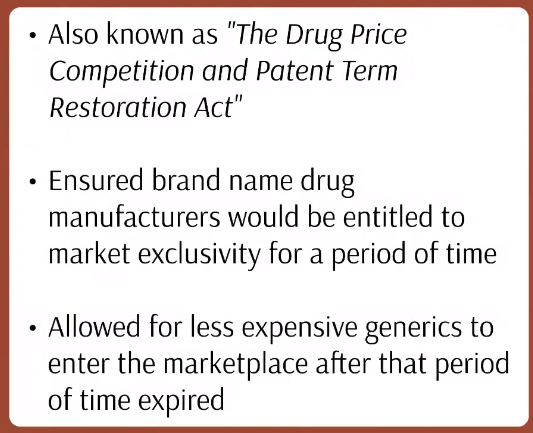 • Also known as "The Drug Price
Competition and Patent Term
Restoration Act"
• Ensured brand name drug
manufacturers would be entitled to
market exclusivity for a period of time
• Allowed for less expensive generics to
enter the marketplace after that period
of time expired